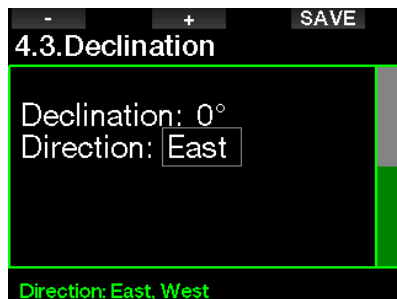 - + SAVE
4.3.Declination
Declination: 0°
Direction: East
Direction: East, West